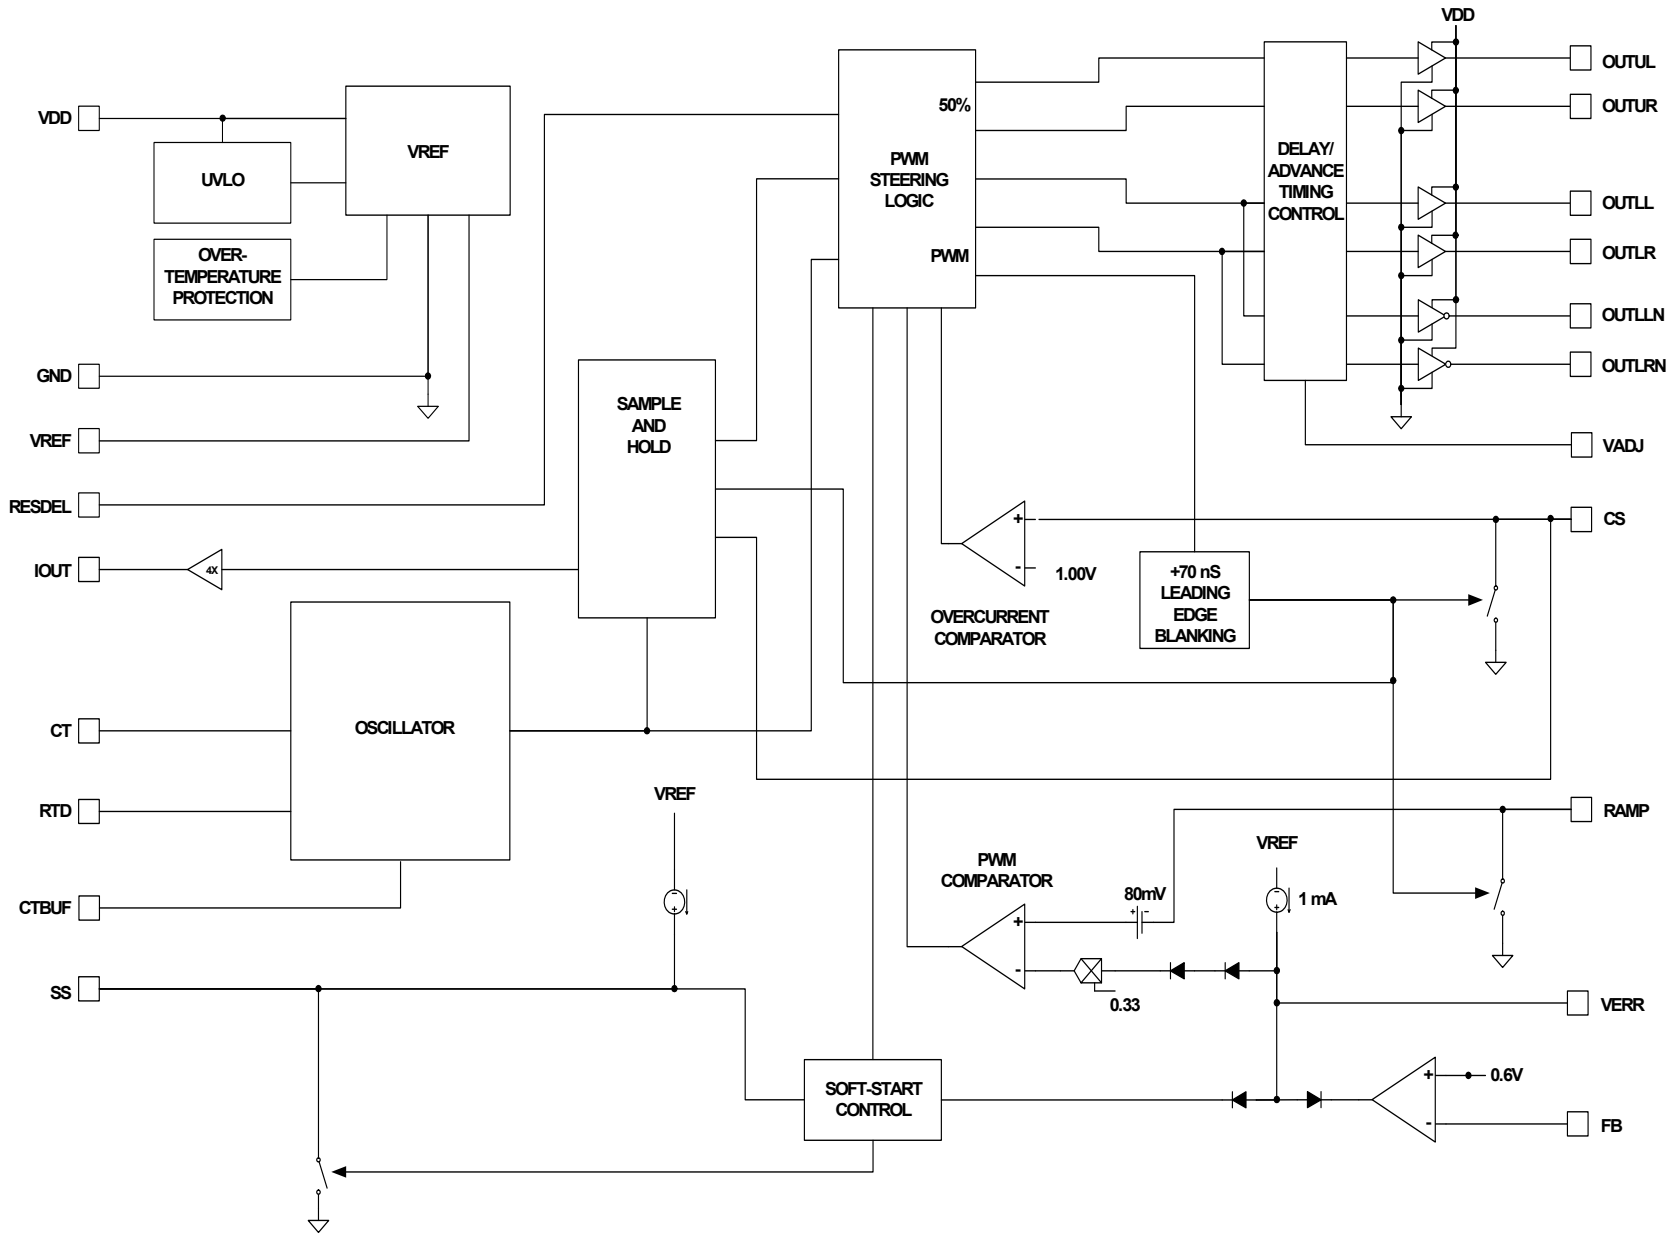 VDD
OUTUL
OUTUR
OUTLL
OUTLR
OUTLLN
OUTLRN
VADJ
CS
RAMP
VERR
FB
VDD
GND
VREF
RESDEL
IOUT
CT
RTD
CTBUF
SS
VREF
UVLO
OVER-
TEMPERATURE
PROTECTION
4X
SAMPLE
AND
HOLD
OSCILLATOR
50%
PWM
STEERING
LOGIC
PWM
DELAY/
ADVANCE
TIMING
CONTROL
+
-
1.00V
OVERCURRENT
COMPARATOR
+70 nS
LEADING
EDGE
BLANKING
VREF
-
+
PWM
COMPARATOR
80mV
+ -
+
-
0.33
VREF
-
+
1 mA
SOFT-START
CONTROL
+
-
0.6V